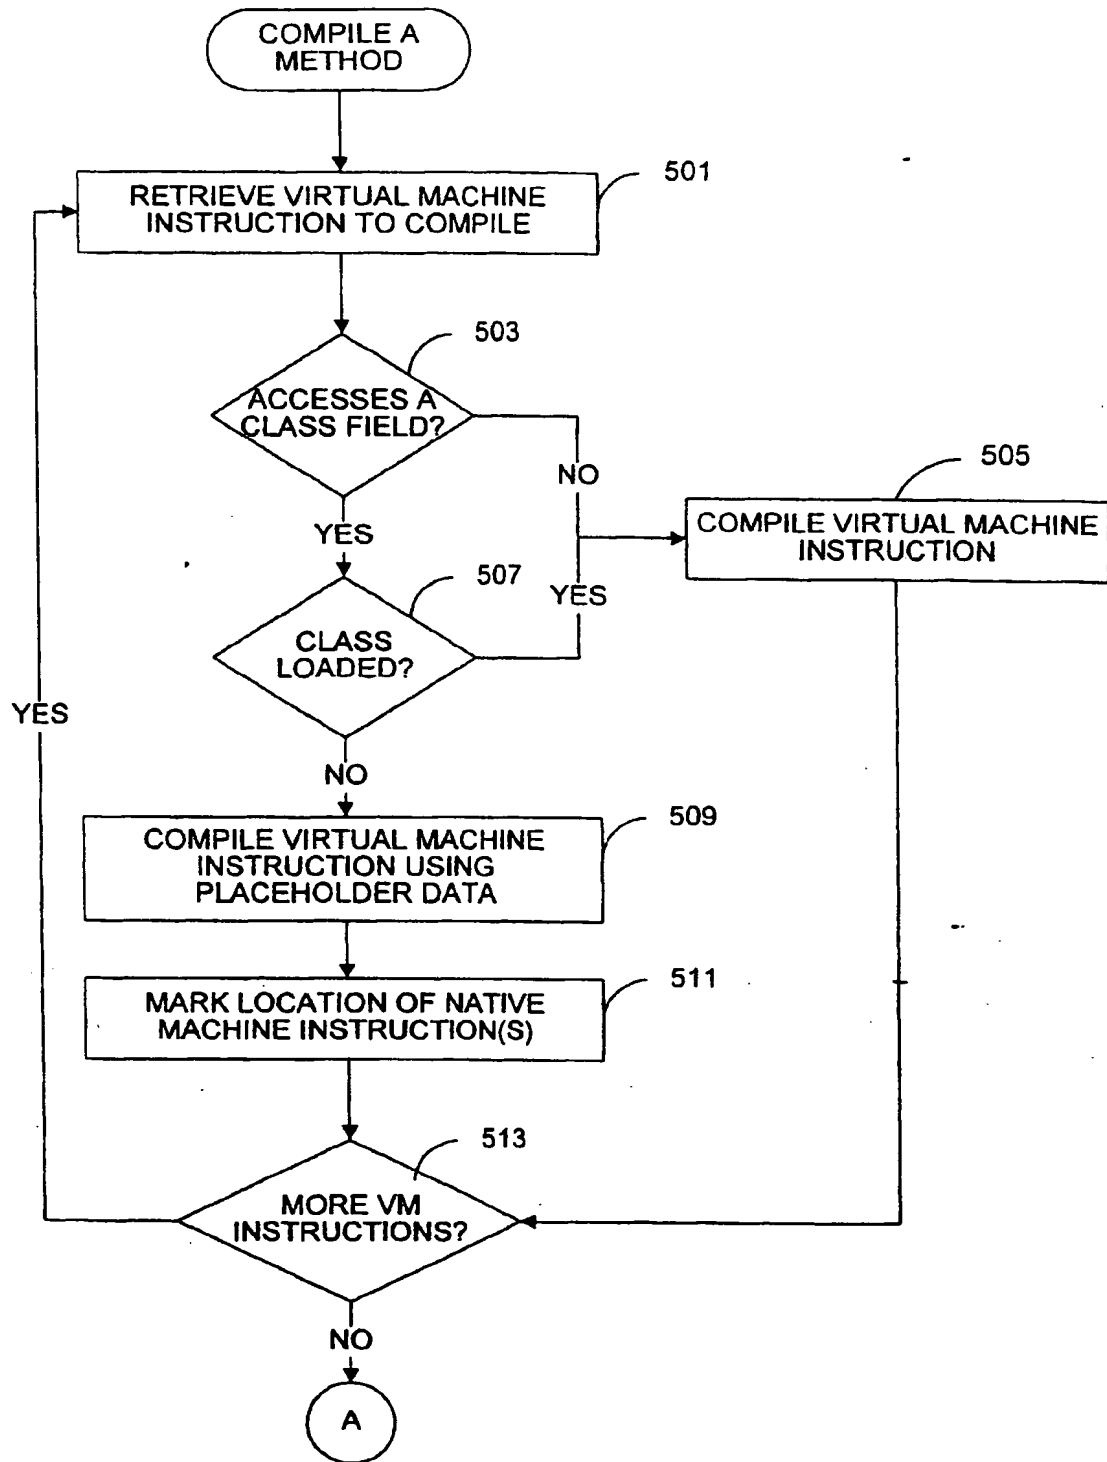 COMPILE A
METHOD
501
RETRIEVE VIRTUAL MACHINE
INSTRUCTION TO COMPILE
503
ACCESSES A
CLASS FIELD?
NO
505
COMPILE VIRTUAL MACHINE
INSTRUCTION
YES
507
YES
CLASS
LOADED?
YES
NO
509
COMPILE VIRTUAL MACHINE
INSTRUCTION USING
PLACEHOLDER DATA
511
MARK LOCATION OF NATIVE
MACHINE INSTRUCTION(S)
513
MORE VM
INSTRUCTIONS?
NO
A